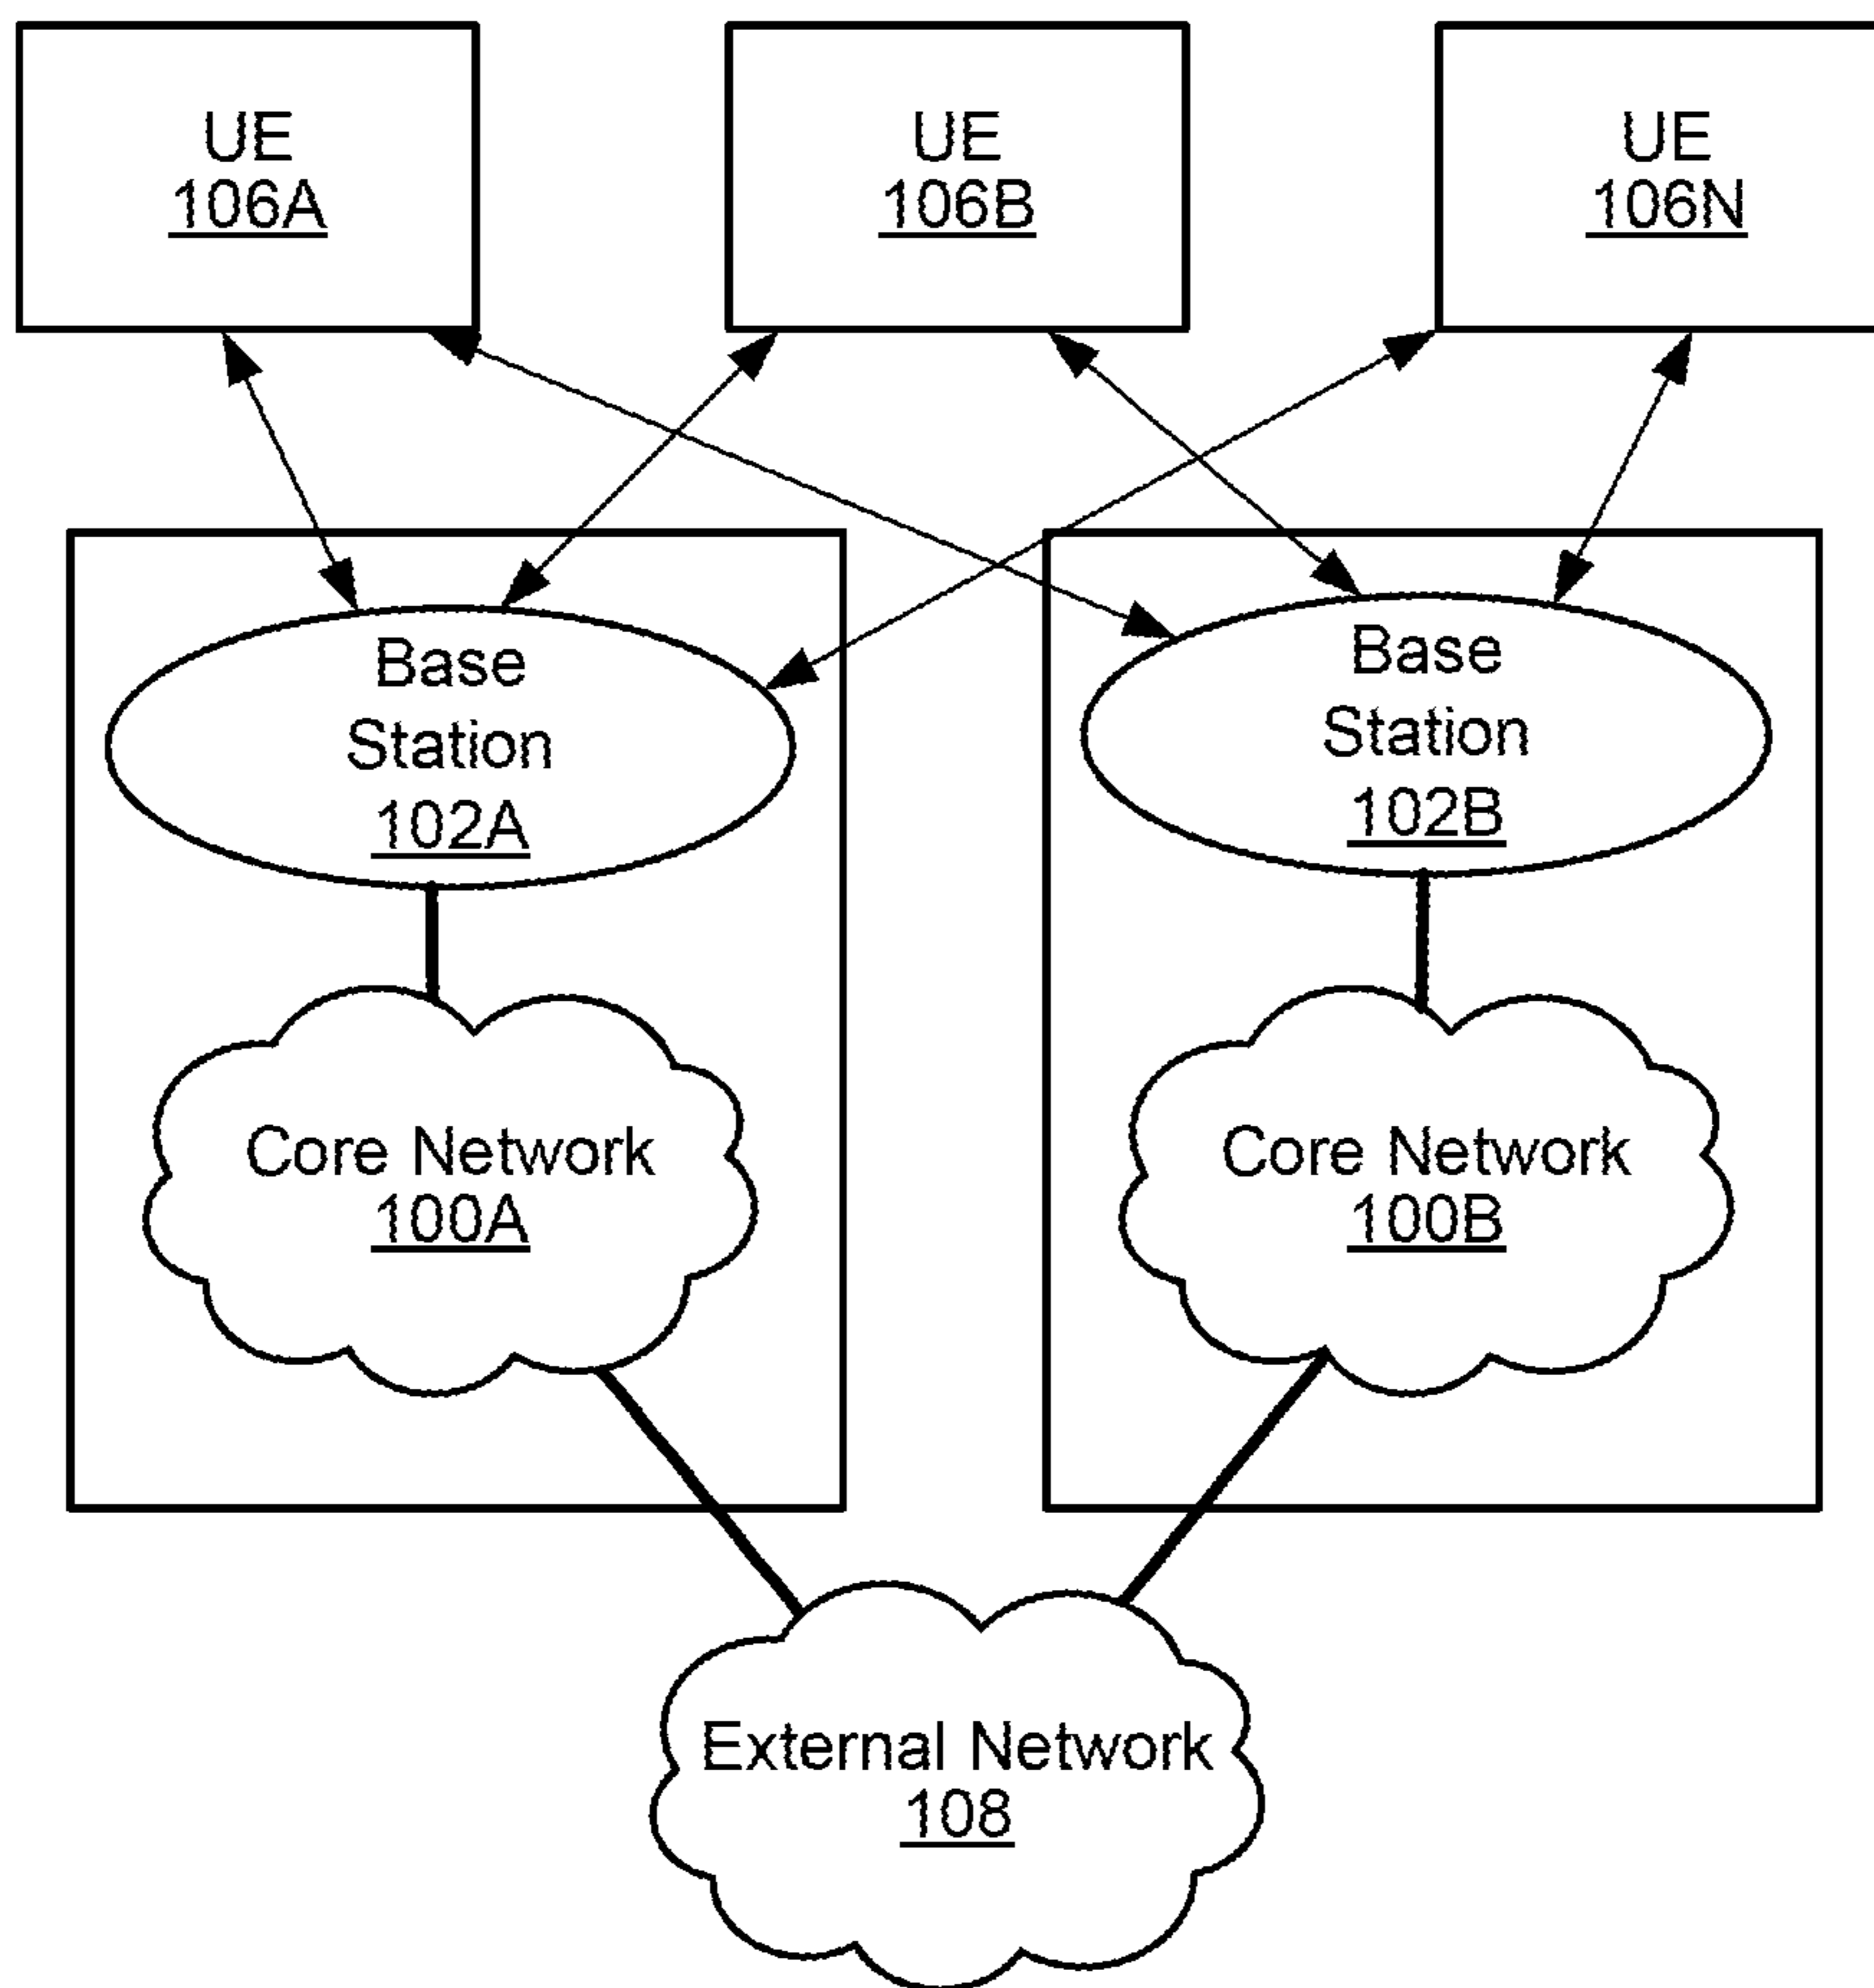 UE
106A
UE
106B
UE
106N
Base
Station
102A
Base
Station
102B
Core Network
100A
Core Network
100B
External Network
108